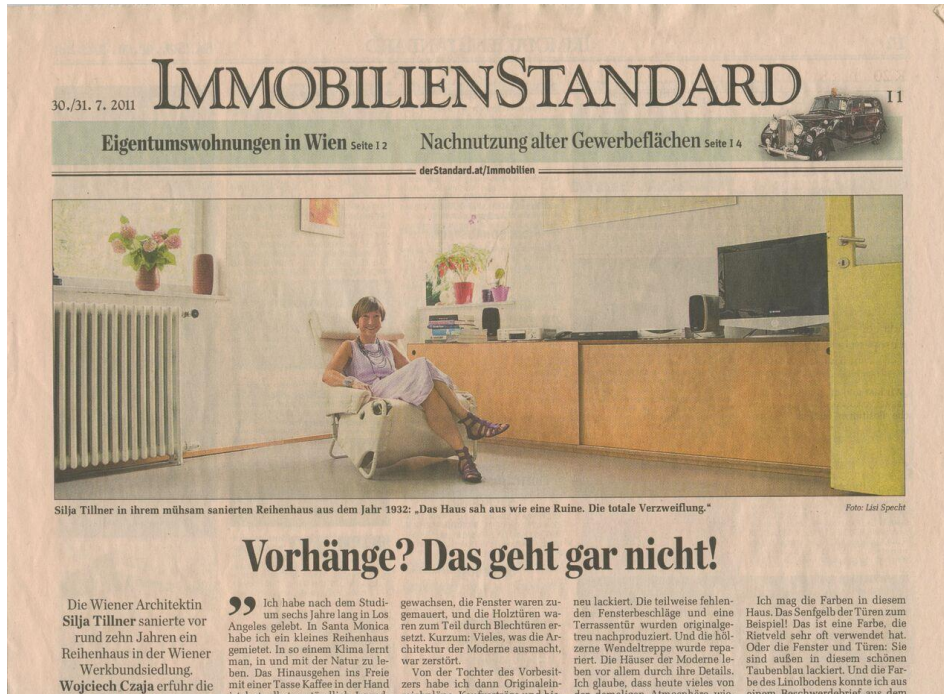 30./31. 7. 2011
IMMOBILIENSTANDARD
I 1
Eigentumswohnungen in Wien Seite I 2
Nachnutzung alter Gewerbeflächen Seite I 4
derStandard.at/Immobilien
Silja Tillner in ihrem mühsam sanierten Reihenhaus aus dem Jahr 1932: „Das Haus sah aus wie eine Ruine. Die totale Verzweiflung.“
Foto: Lisi Specht
Vorhänge? Das geht gar nicht!
Die Wiener Architektin
Silja Tillner sanierte vor
rund zehn Jahren ein
Reihenhaus in der Wiener
Werkbundsiedlung.
Wojciech Czaja erfuhr die
” Ich habe nach dem Studi-
um sechs Jahre lang in Los
Angeles gelebt. In Santa Monica
habe ich ein kleines Reihenhaus
gemietet. In so einem Klima lernt
man, in und mit der Natur zu le-
ben. Das Hinausgehen ins Freie
mit einer Tasse Kaffee in der Hand
gewachsen, die Fenster waren zu-
gemauert, und die Holztüren wa-
ren zum Teil durch Blechtüren er-
setzt. Kurzum: Vieles, was die Ar-
chitektur der Moderne ausmacht,
war zerstört.
Von der Tochter des Vorbesit-
zers habe ich dann Originalein-
neu lackiert. Die teilweise fehlen-
den Fensterbeschläge und eine
Terrassentür wurden originalge-
treu nachproduziert. Und die höl-
zerne Wendeltreppe wurde repa-
riert. Die Häuser der Moderne le-
ben vor allem durch ihre Details.
Ich glaube, dass heute vieles von
Ich mag die Farben in diesem
Haus. Das Senfgelb der Türen zum
Beispiel! Das ist eine Farbe, die
Rietveld sehr oft verwendet hat.
Oder die Fenster und Türen: Sie
sind außen in diesem schönen
Taubenblau lackiert. Und die Far-
be des Linolbodens konnte ich aus